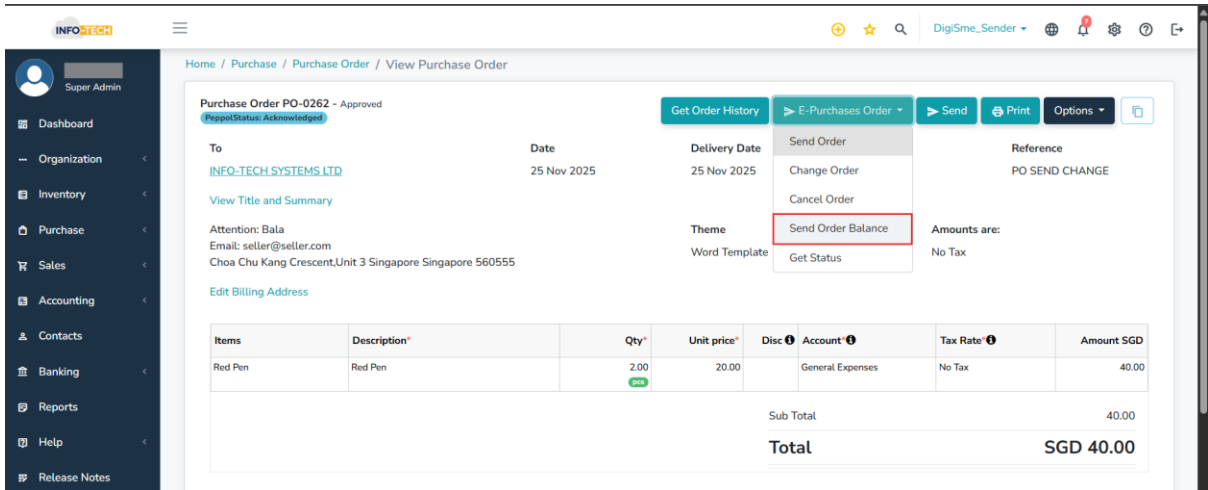 INFO-TECH
7
DigiSme_Sender
Super Admin
Dashboard
Organization
Inventory
Purchase
Sales
Accounting
Contacts
Banking
Reports
Help
Release Notes
Home / Purchase / Purchase Order / View Purchase Order
Purchase Order PO-0262 - Approved
PeppolStatus: Acknowledged
Get Order History
E-Purchases Order
Send
Print
Options
Send Order
Change Order
Cancel Order
Send Order Balance
Get Status
To
Date
Delivery Date
Reference
INFO-TECH SYSTEMS LTD
25 Nov 2025
25 Nov 2025
PO SEND CHANGE
View Title and Summary
Attention: Bala
Email: seller@seller.com
Choa Chu Kang Crescent,Unit 3 Singapore Singapore 560555
Theme
Word Template
Amounts are:
No Tax
Edit Billing Address
Items Description* Qty* Unit price* Disc Account* Tax Rate* Amount SGD
Red Pen Red Pen 2.00 20.00 General Expenses No Tax 40.00
pcs
Sub Total 40.00
Total SGD 40.00